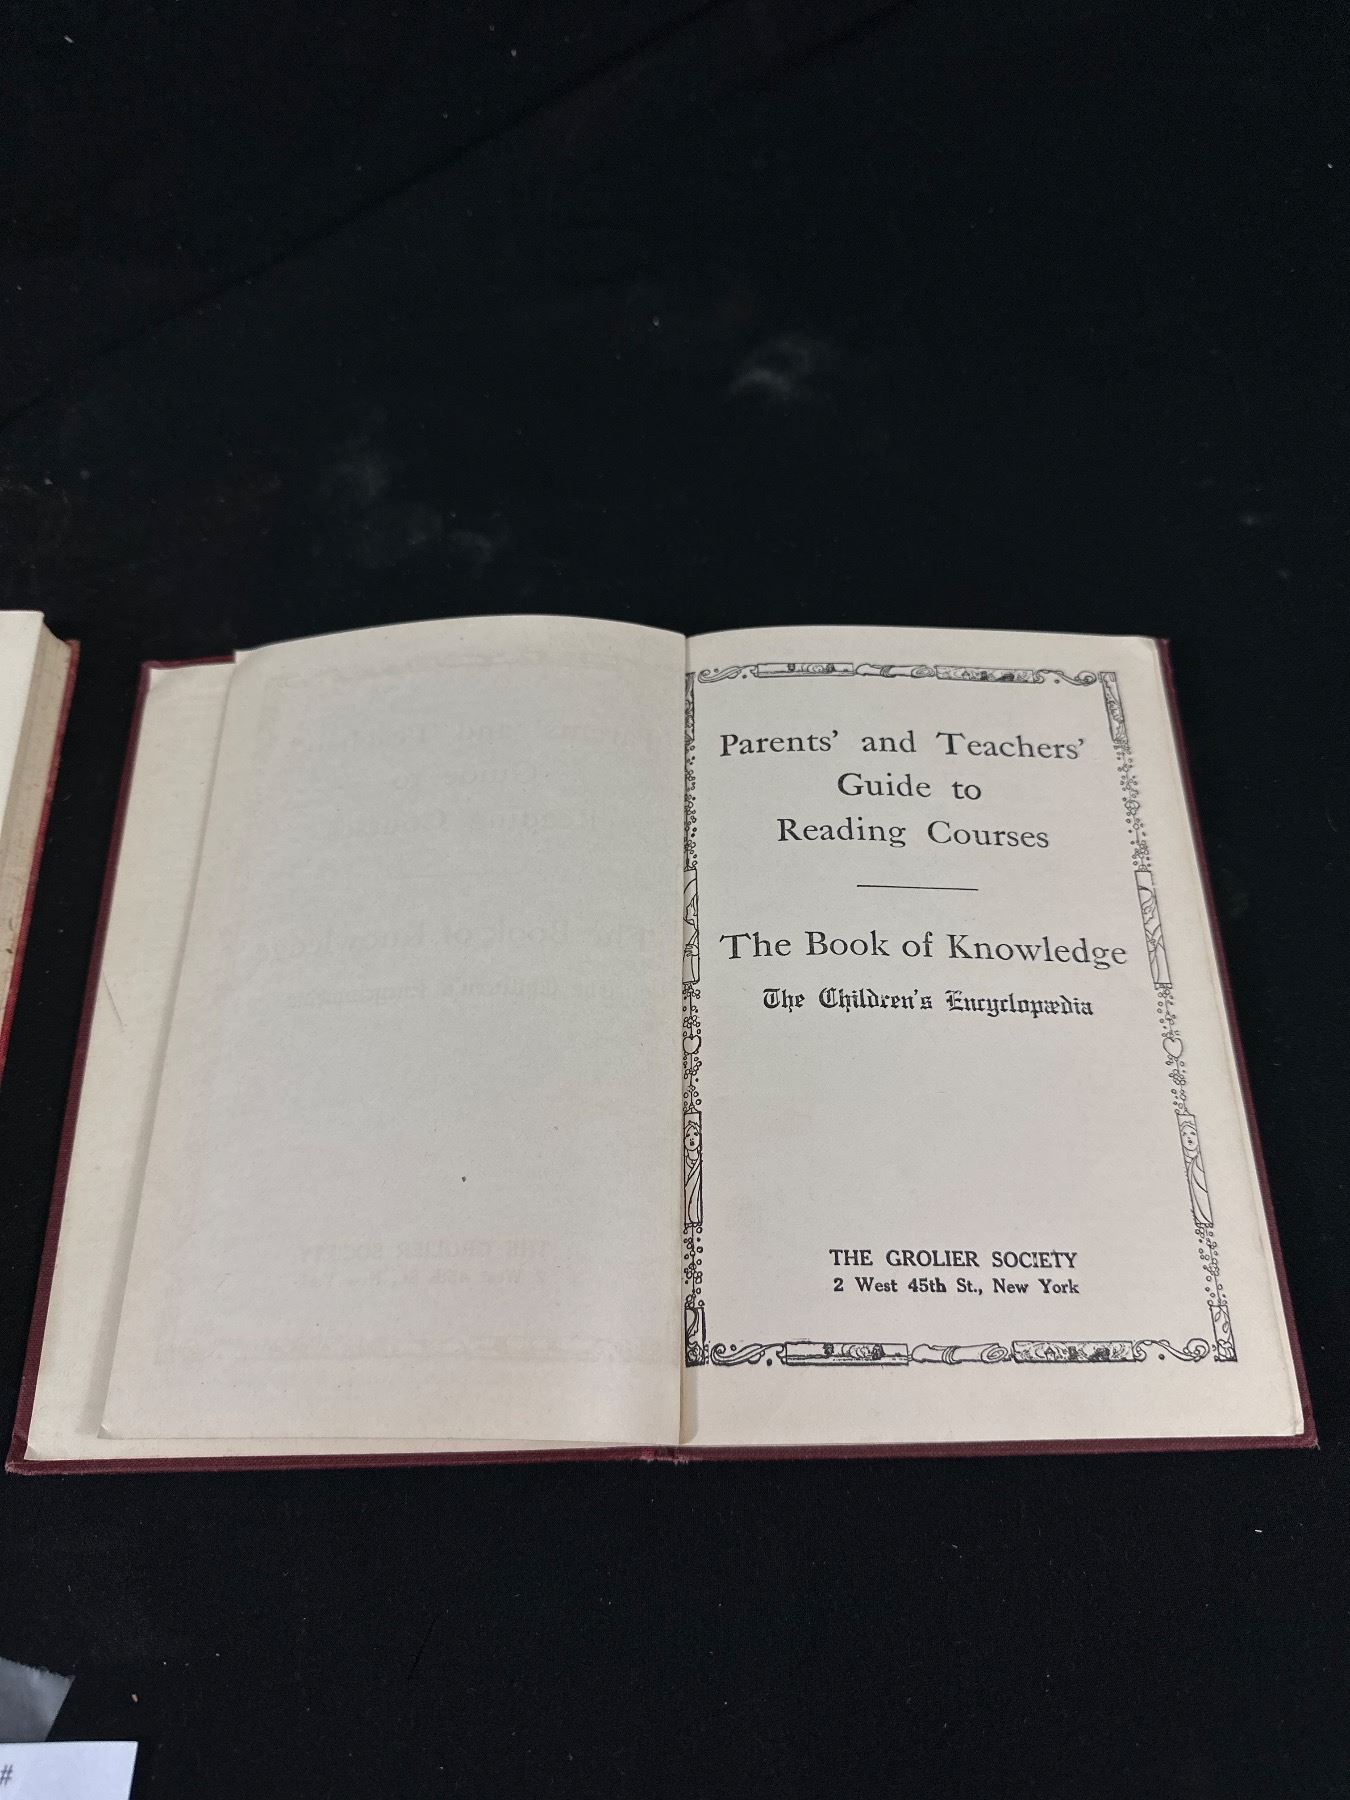 Parents' and Teachers'
Guide to
Reading Courses
The Book of Knowledge
The Children's Encyclopædia
THE GROLIER SOCIETY
2 West 45th St., New York
#